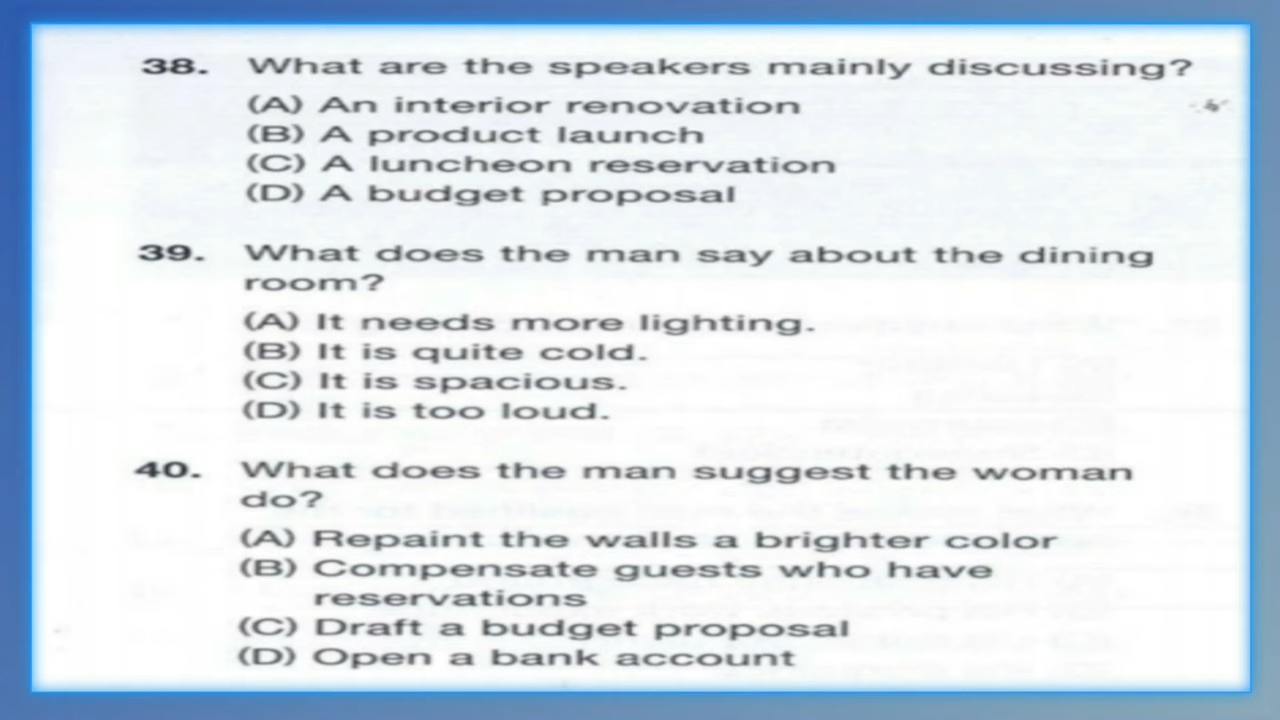 38. What are the speakers mainly discussing?
(A) An interior renovation
(B) A product launch
(C) A luncheon reservation
(D) A budget proposal
39. What does the man say about the dining
room?
(A) It needs more lighting.
(B) It is quite cold.
(C) It is spacious.
(D) It is too loud.
40. What does the man suggest the woman
do?
(A) Repaint the walls a brighter color
(B) Compensate guests who have
reservations
(C) Draft a budget proposal
(D) Open a bank account